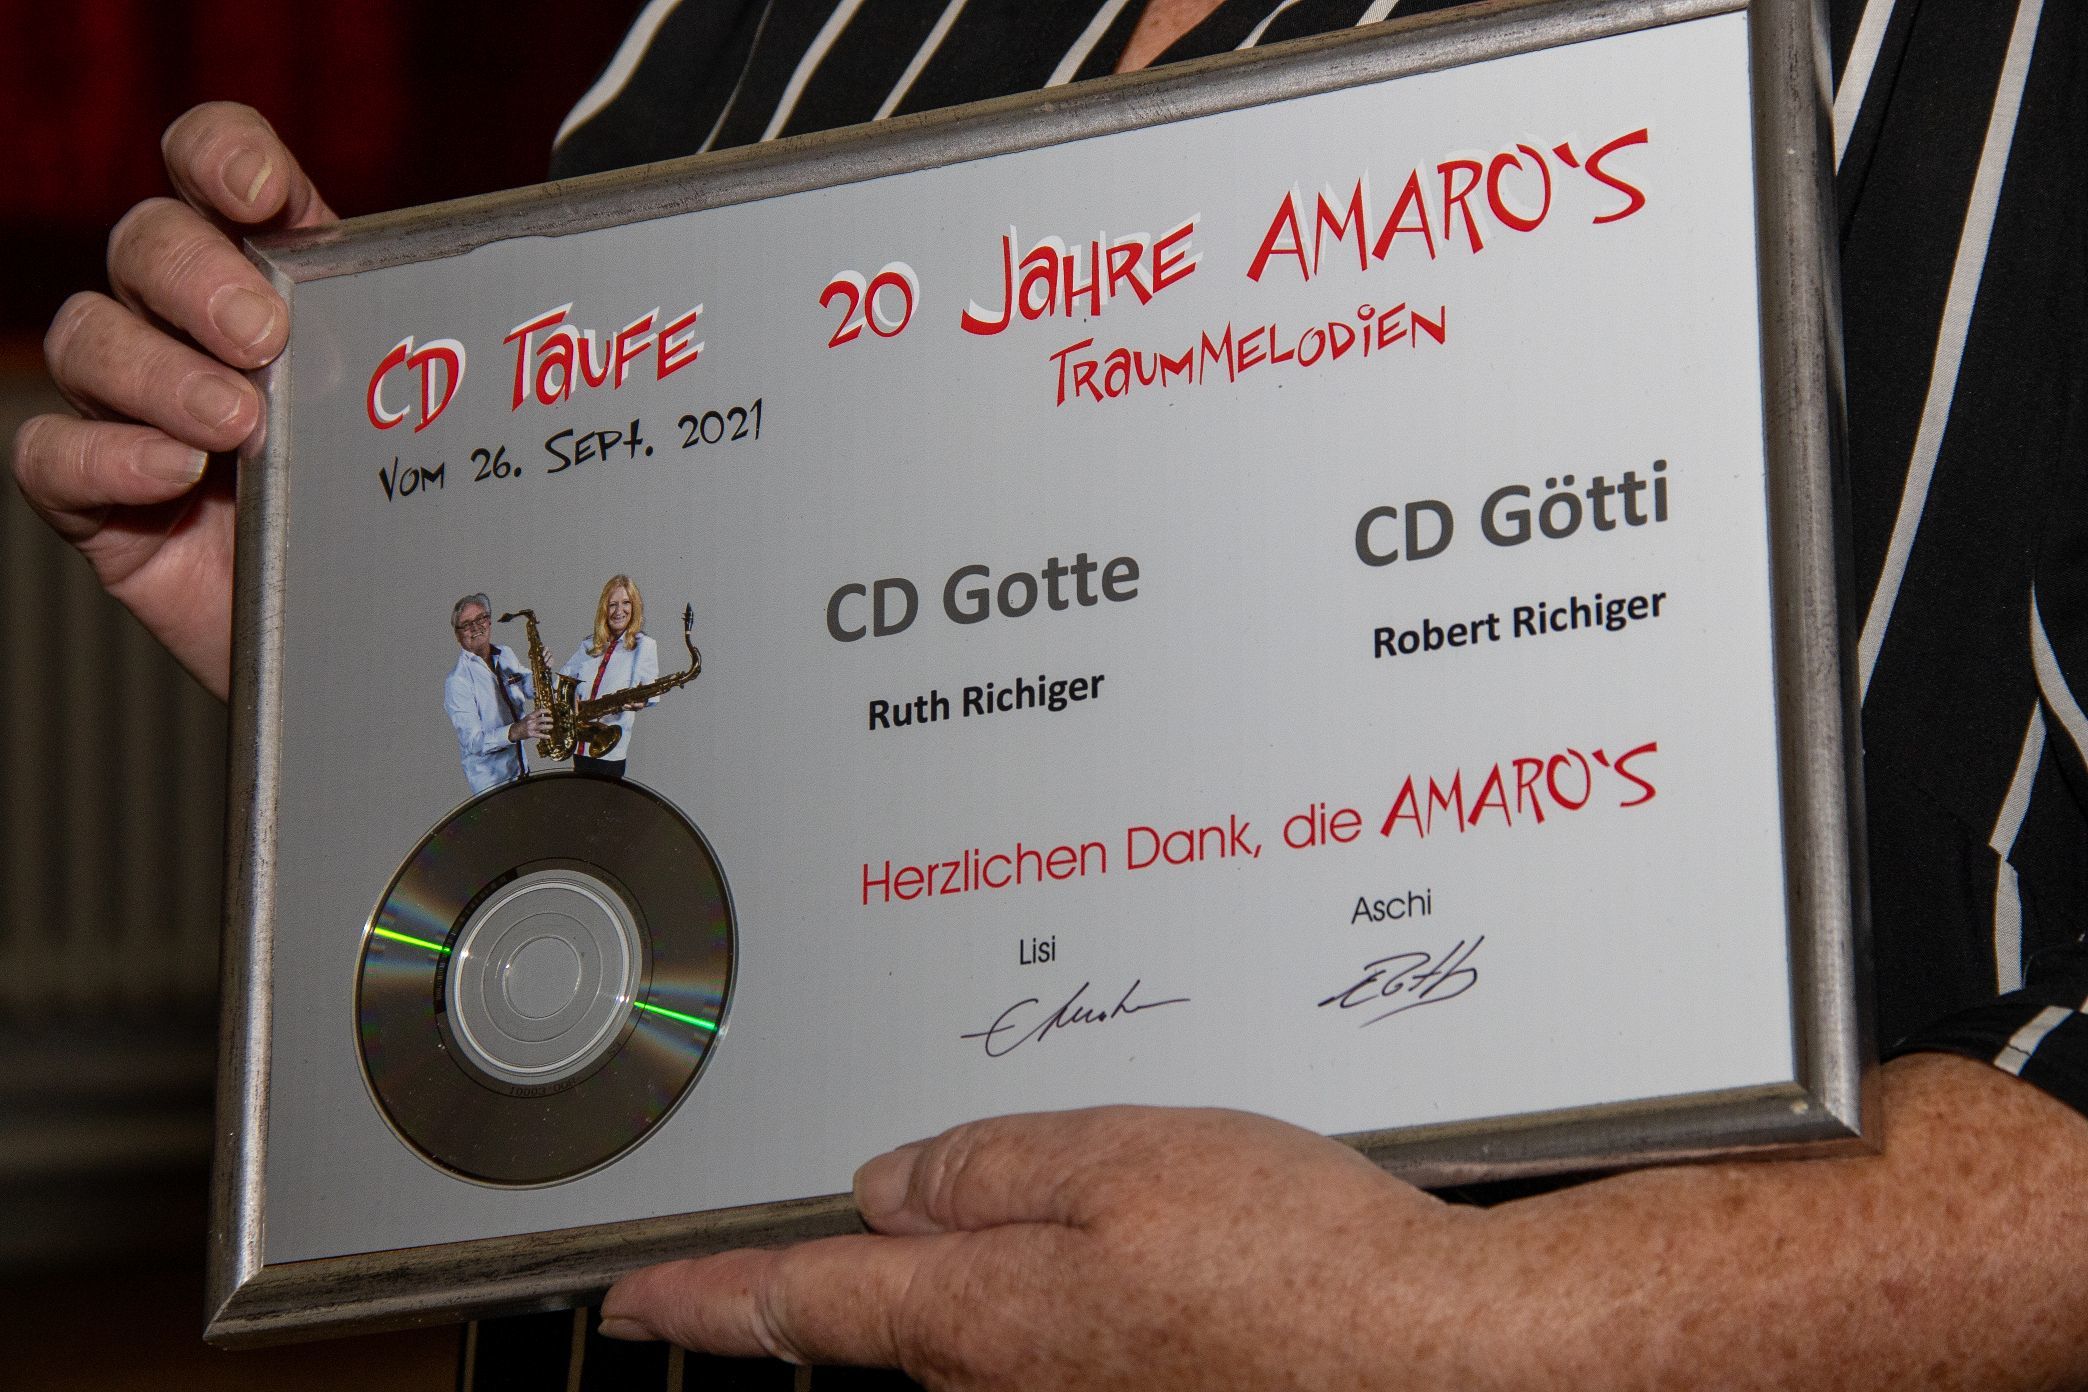 CD Taufe
vom 26. Sept. 2021
20 Jahre AMARO'S
Traummelodien
CD Gotte
Ruth Richiger
CD Götti
Robert Richiger
Herzlichen Dank, die AMARO'S
Lisi
Aschi